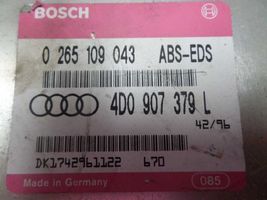 BOSCH
0 265 109 043 ABS-EDS
4D0 907 379 L
42/96
DK1742961122 670
Made in Germany 085